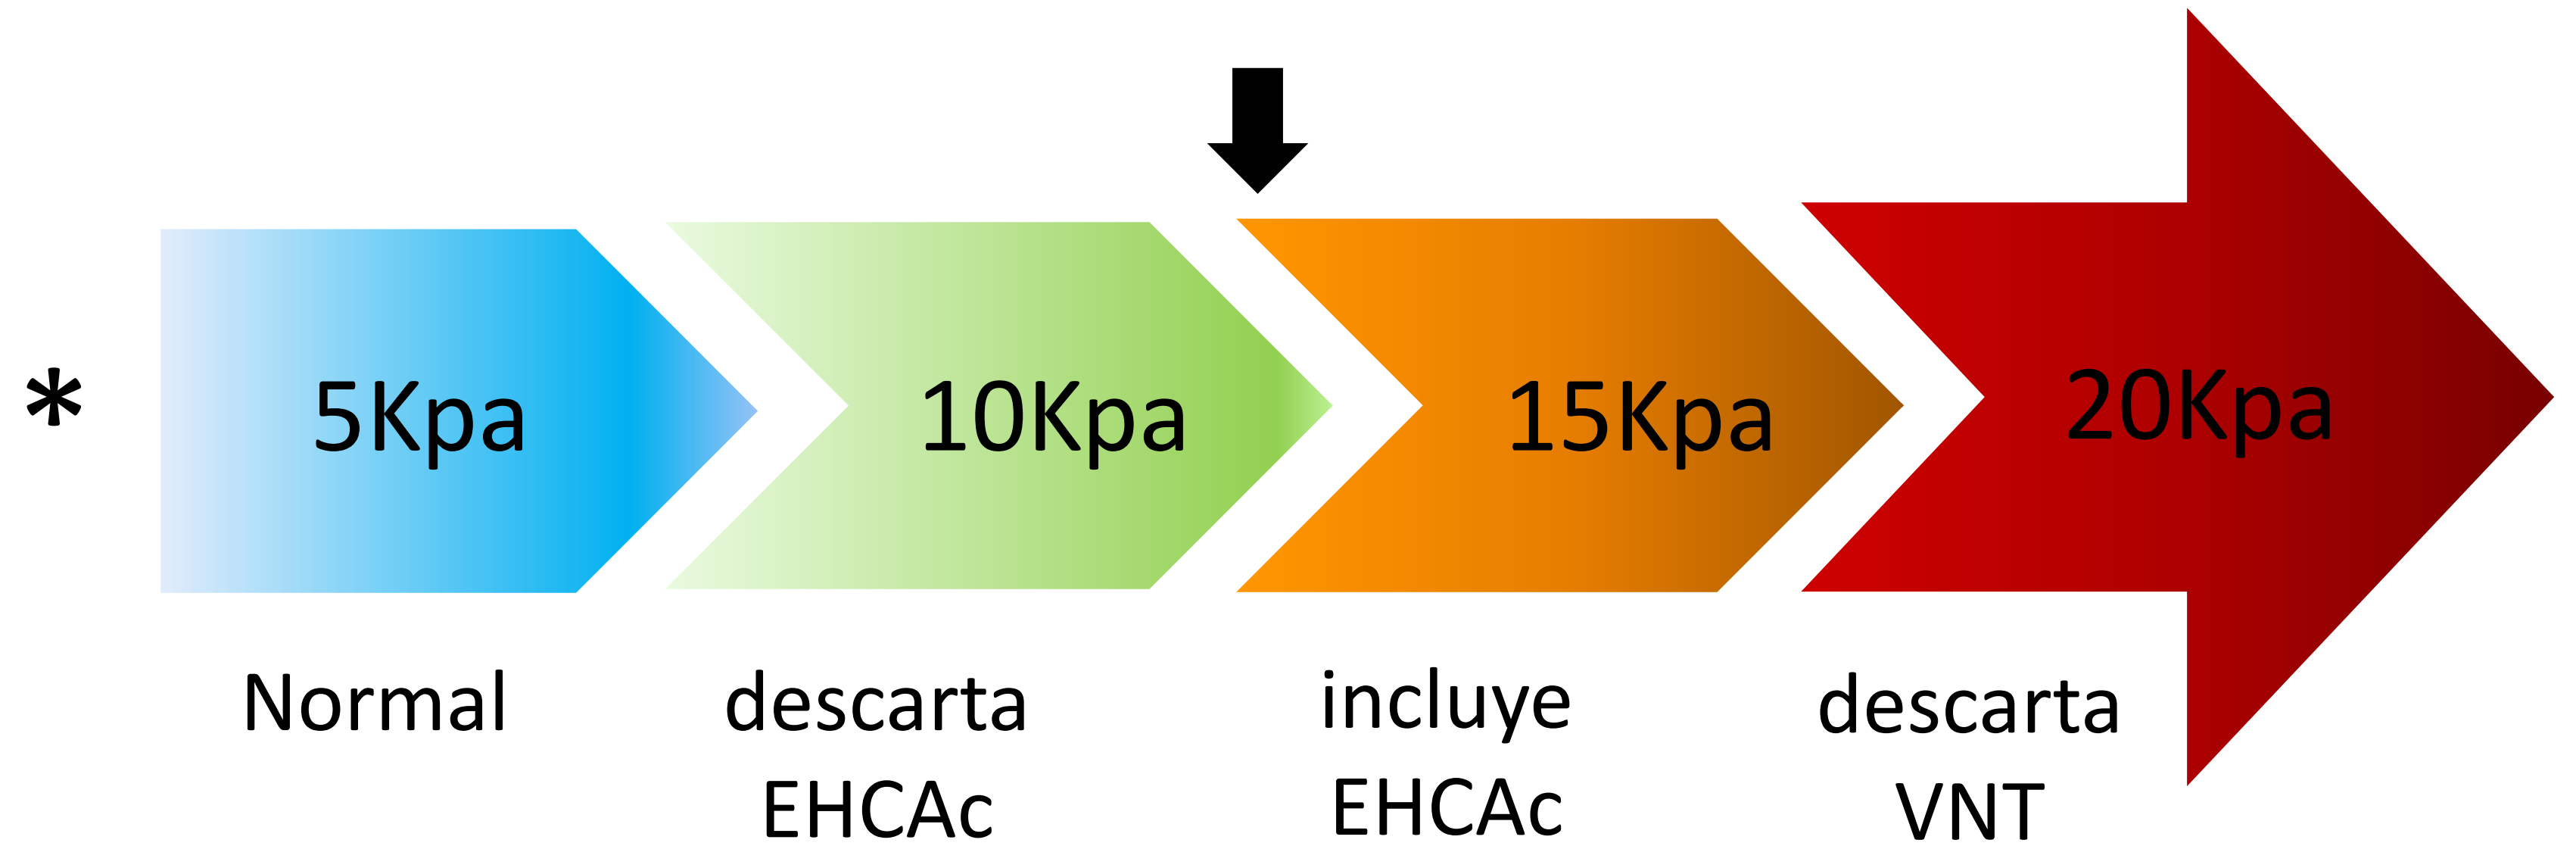 *
5Kpa
10Kpa
15Kpa
20Kpa
Normal
descarta
EHCAc
incluye
EHCAc
descarta
VNT